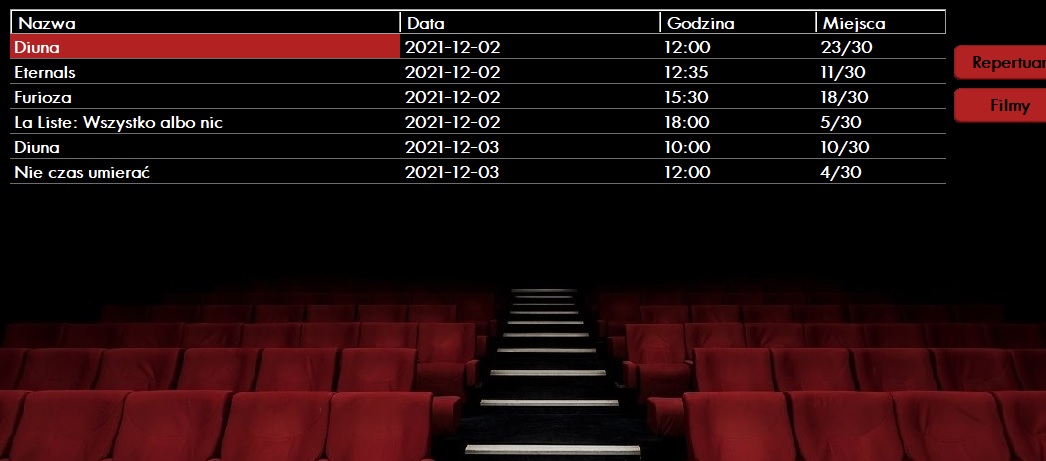 Nazwa Data Godzina Miejsca
Diuna 2021-12-02 12:00 23/30
Eternals 2021-12-02 12:35 11/30
Furioza 2021-12-02 15:30 18/30
La Liste: Wszystko albo nic 2021-12-02 18:00 5/30
Diuna 2021-12-03 10:00 10/30
Nie czas umierać 2021-12-03 12:00 4/30
Repertuar
Filmy